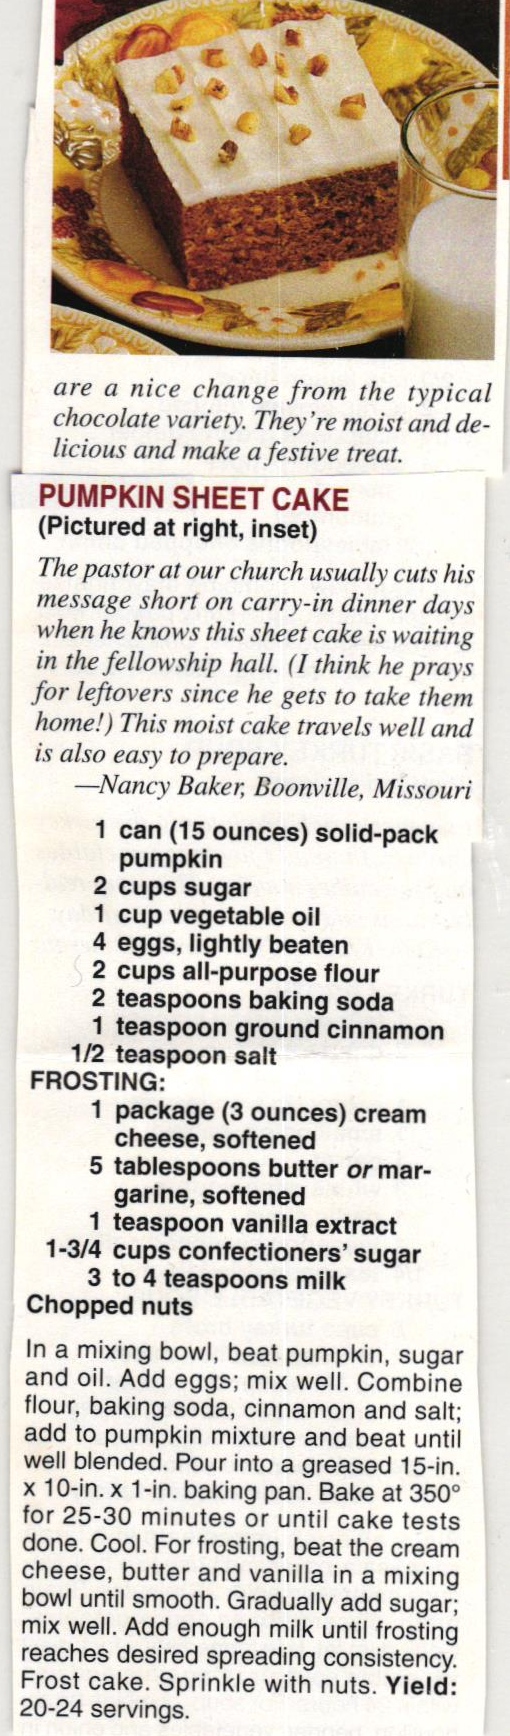 are a nice change from the typical
chocolate variety. They're moist and de-
licious and make a festive treat.
PUMPKIN SHEET CAKE
(Pictured at right, inset)
The pastor at our church usually cuts his
message short on carry-in dinner days
when he knows this sheet cake is waiting
in the fellowship hall. (I think he prays
for leftovers since he gets to take them
home!) This moist cake travels well and
is also easy to prepare.
—Nancy Baker, Boonville, Missouri
1 can (15 ounces) solid-pack
pumpkin
2 cups sugar
1 cup vegetable oil
4 eggs, lightly beaten
2 cups all-purpose flour
2 teaspoons baking soda
1 teaspoon ground cinnamon
1/2 teaspoon salt
FROSTING:
1 package (3 ounces) cream
cheese, softened
5 tablespoons butter or mar-
garine, softened
1 teaspoon vanilla extract
1-3/4 cups confectioners' sugar
3 to 4 teaspoons milk
Chopped nuts
In a mixing bowl, beat pumpkin, sugar
and oil. Add eggs; mix well. Combine
flour, baking soda, cinnamon and salt;
add to pumpkin mixture and beat until
well blended. Pour into a greased 15-in.
x 10-in. x 1-in. baking pan. Bake at 350°
for 25-30 minutes or until cake tests
done. Cool. For frosting, beat the cream
cheese, butter and vanilla in a mixing
bowl until smooth. Gradually add sugar;
mix well. Add enough milk until frosting
reaches desired spreading consistency.
Frost cake. Sprinkle with nuts. Yield:
20-24 servings.